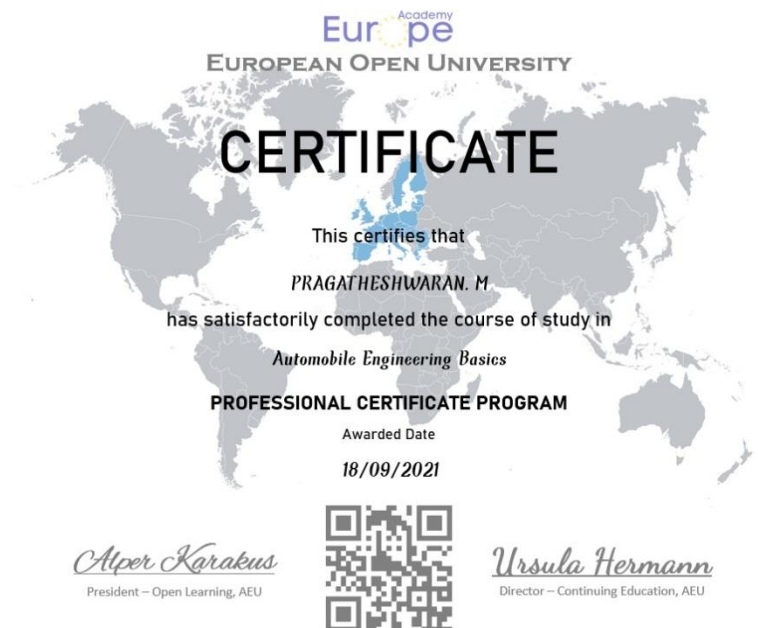 Academy
Europe
EUROPEAN OPEN UNIVERSITY
CERTIFICATE
This certifies that
PRAGATHESHWARAN. M
has satisfactorily completed the course of study in
Automobile Engineering Basics
PROFESSIONAL CERTIFICATE PROGRAM
Awarded Date
18/09/2021
Alper Karakus
President – Open Learning, AEU
Ursula Hermann
Director – Continuing Education, AEU